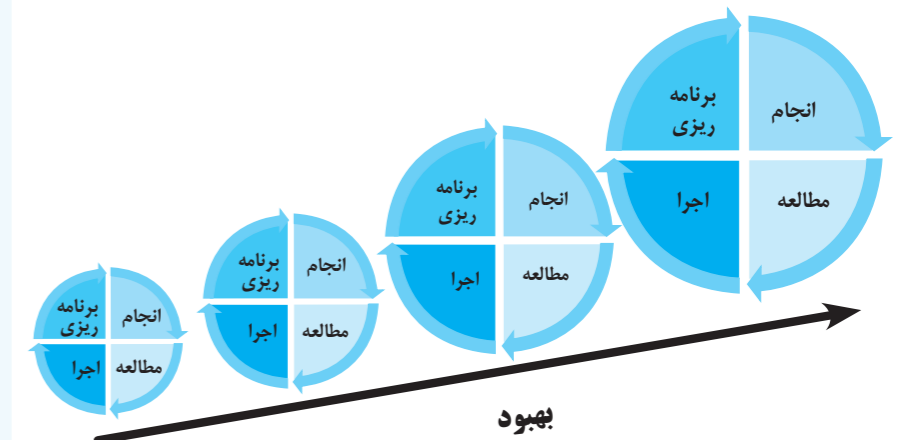 برنامه
ریزی
انجام
اجرا
مطالعه
برنامه
ریزی
انجام
اجرا
مطالعه
برنامه
ریزی
انجام
اجرا
مطالعه
برنامه
ریزی
انجام
اجرا
مطالعه
بهبود